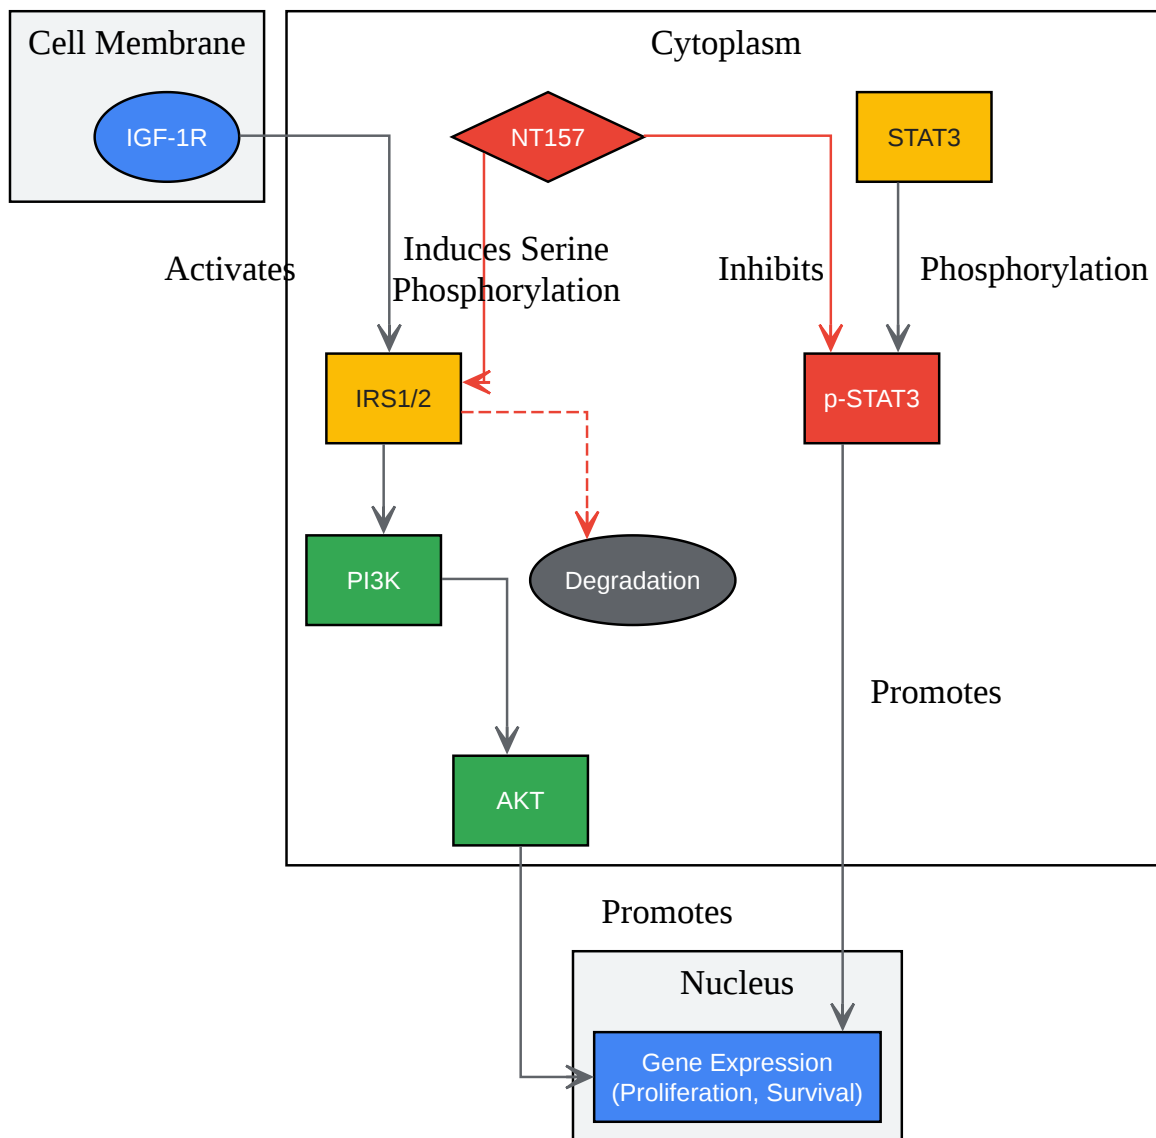 Cell Membrane
Cytoplasm
IGF-1R
NT157
STAT3
Activates
Induces Serine
Phosphorylation
Inhibits
Phosphorylation
IRS1/2
p-STAT3
PI3K
Degradation
Promotes
AKT
Promotes
Nucleus
Gene Expression
(Proliferation, Survival)